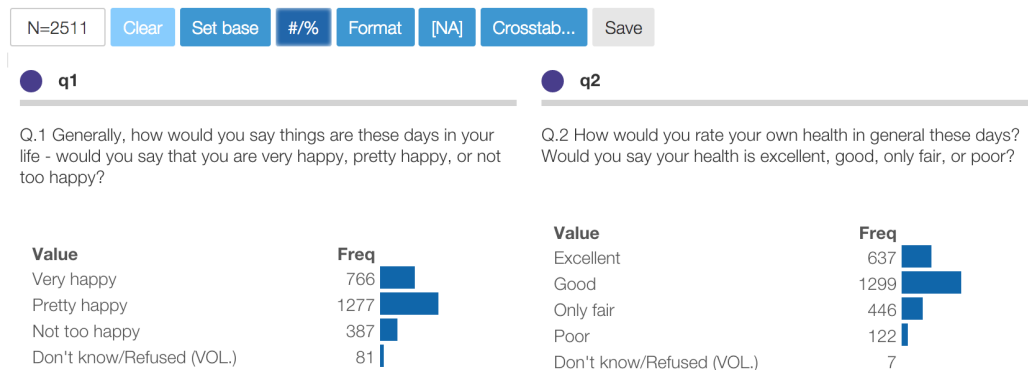 N=2511 Clear Set base #/% Format [NA] Crosstab... Save
q1
Q.1 Generally, how would you say things are these days in your
life - would you say that you are very happy, pretty happy, or not
too happy?
Value Freq
Very happy 766
Pretty happy 1277
Not too happy 387
Don't know/Refused (VOL.) 81
q2
Q.2 How would you rate your own health in general these days?
Would you say your health is excellent, good, only fair, or poor?
Value Freq
Excellent 637
Good 1299
Only fair 446
Poor 122
Don't know/Refused (VOL.) 7